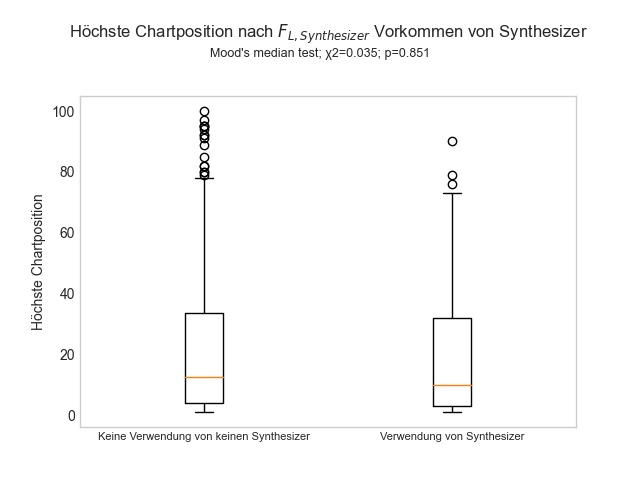 Höchste Chartposition nach F_{L, Synthesizer} Vorkommen von Synthesizer
Mood's median test; χ2=0.035; p=0.851
100
80
60
40
20
0
Höchste Chartposition
Keine Verwendung von keinen Synthesizer
Verwendung von Synthesizer